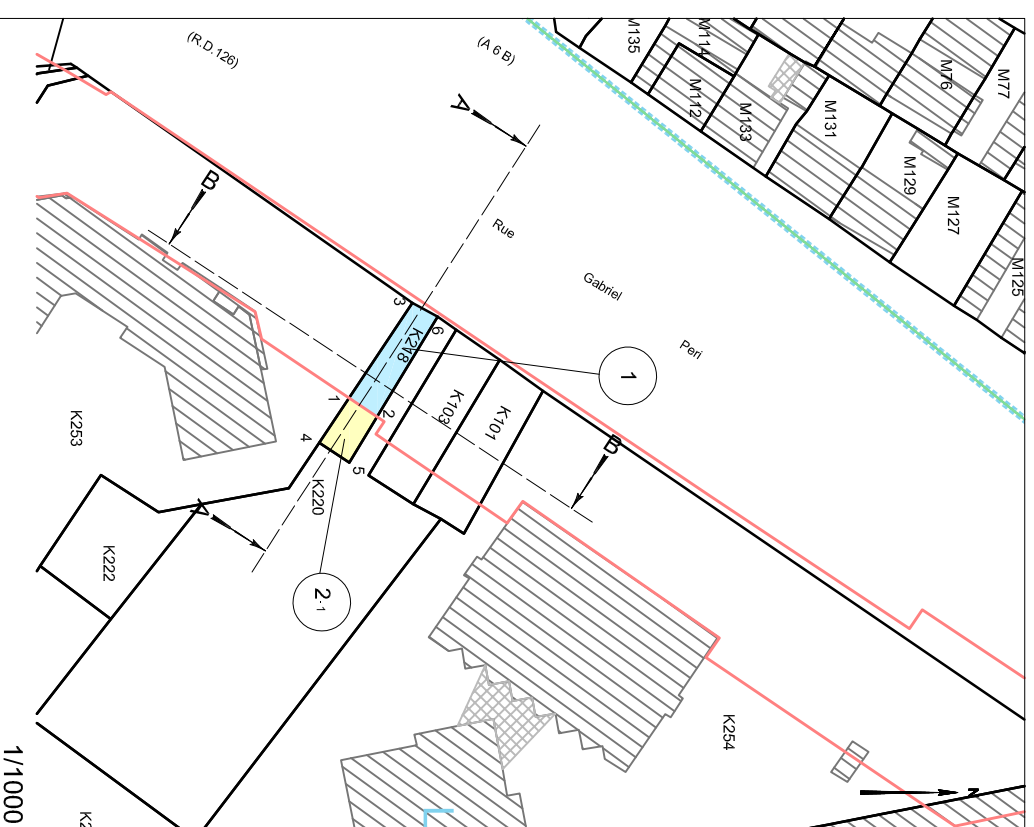 (R.D.126)
(A 6 B)
M135
M114
M112
M133
M131
M76
M77
M129
M127
M125
A
B
Rue
Gabriel
Peri
3
6
K218
1
1
2
K103
K101
4
5
B
K253
K220
A
K222
2-1
K254
N
1/1000